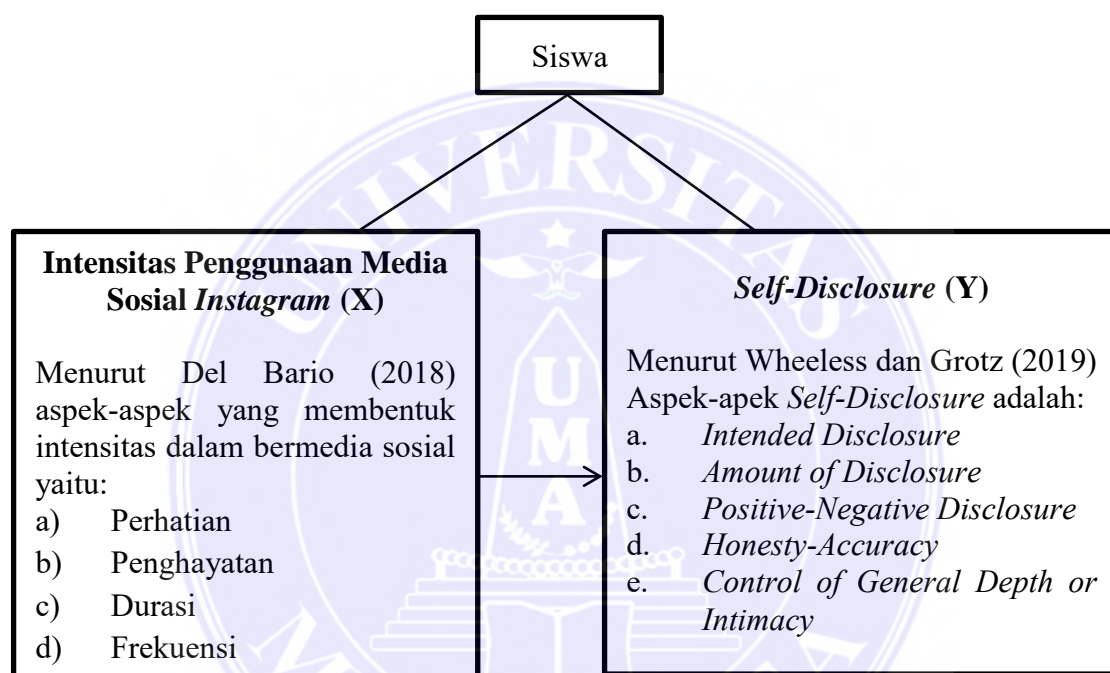 Siswa
Intensitas Penggunaan Media
Sosial Instagram (X)
Menurut Del Bario (2018)
aspek-aspek yang membentuk
intensitas dalam bermedia sosial
yaitu:
a) Perhatian
b) Penghayatan
c) Durasi
d) Frekuensi
Self-Disclosure (Y)
Menurut Wheeless dan Grotz (2019)
Aspek-apek Self-Disclosure adalah:
a. Intended Disclosure
b. Amount of Disclosure
c. Positive-Negative Disclosure
d. Honesty-Accuracy
e. Control of General Depth or
Intimacy
UNIVERSITAS
UMA